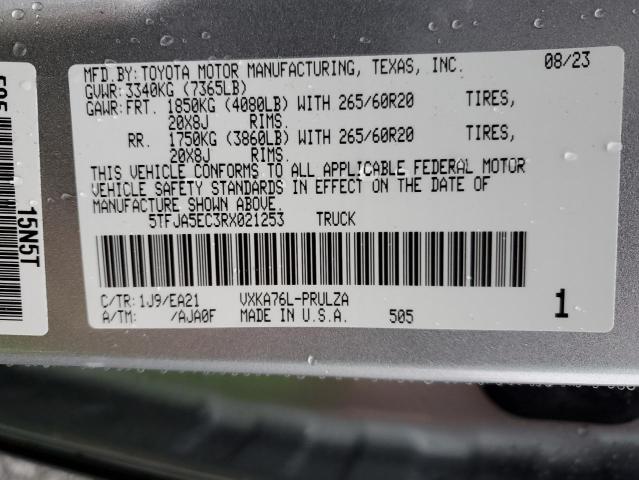 MFD.BY:TOYOTA MOTOR MANUFACTURING, TEXAS, INC. 08/23
GVWR: 3340KG (7365LB)
GAWR:FRT. 1850KG (4080LB) WITH 265/60R20 TIRES,
20X8J RIMS.
RR. 1750KG (3860LB) WITH 265/60R20 TIRES,
20X8J RIMS.
THIS VEHICLE CONFORMS TO ALL APPLICABLE FEDERAL MOTOR
VEHICLE SAFETY STANDARDS IN EFFECT ON THE DATE OF
MANUFACTURE SHOWN ABOVE.
5TFJA5EC3RX021253 TRUCK
C/TR:1J9/EA21 VXKA76L-PRULZA
A/TM: /AJA0F MADE IN U.S.A. 505
1
15N5T